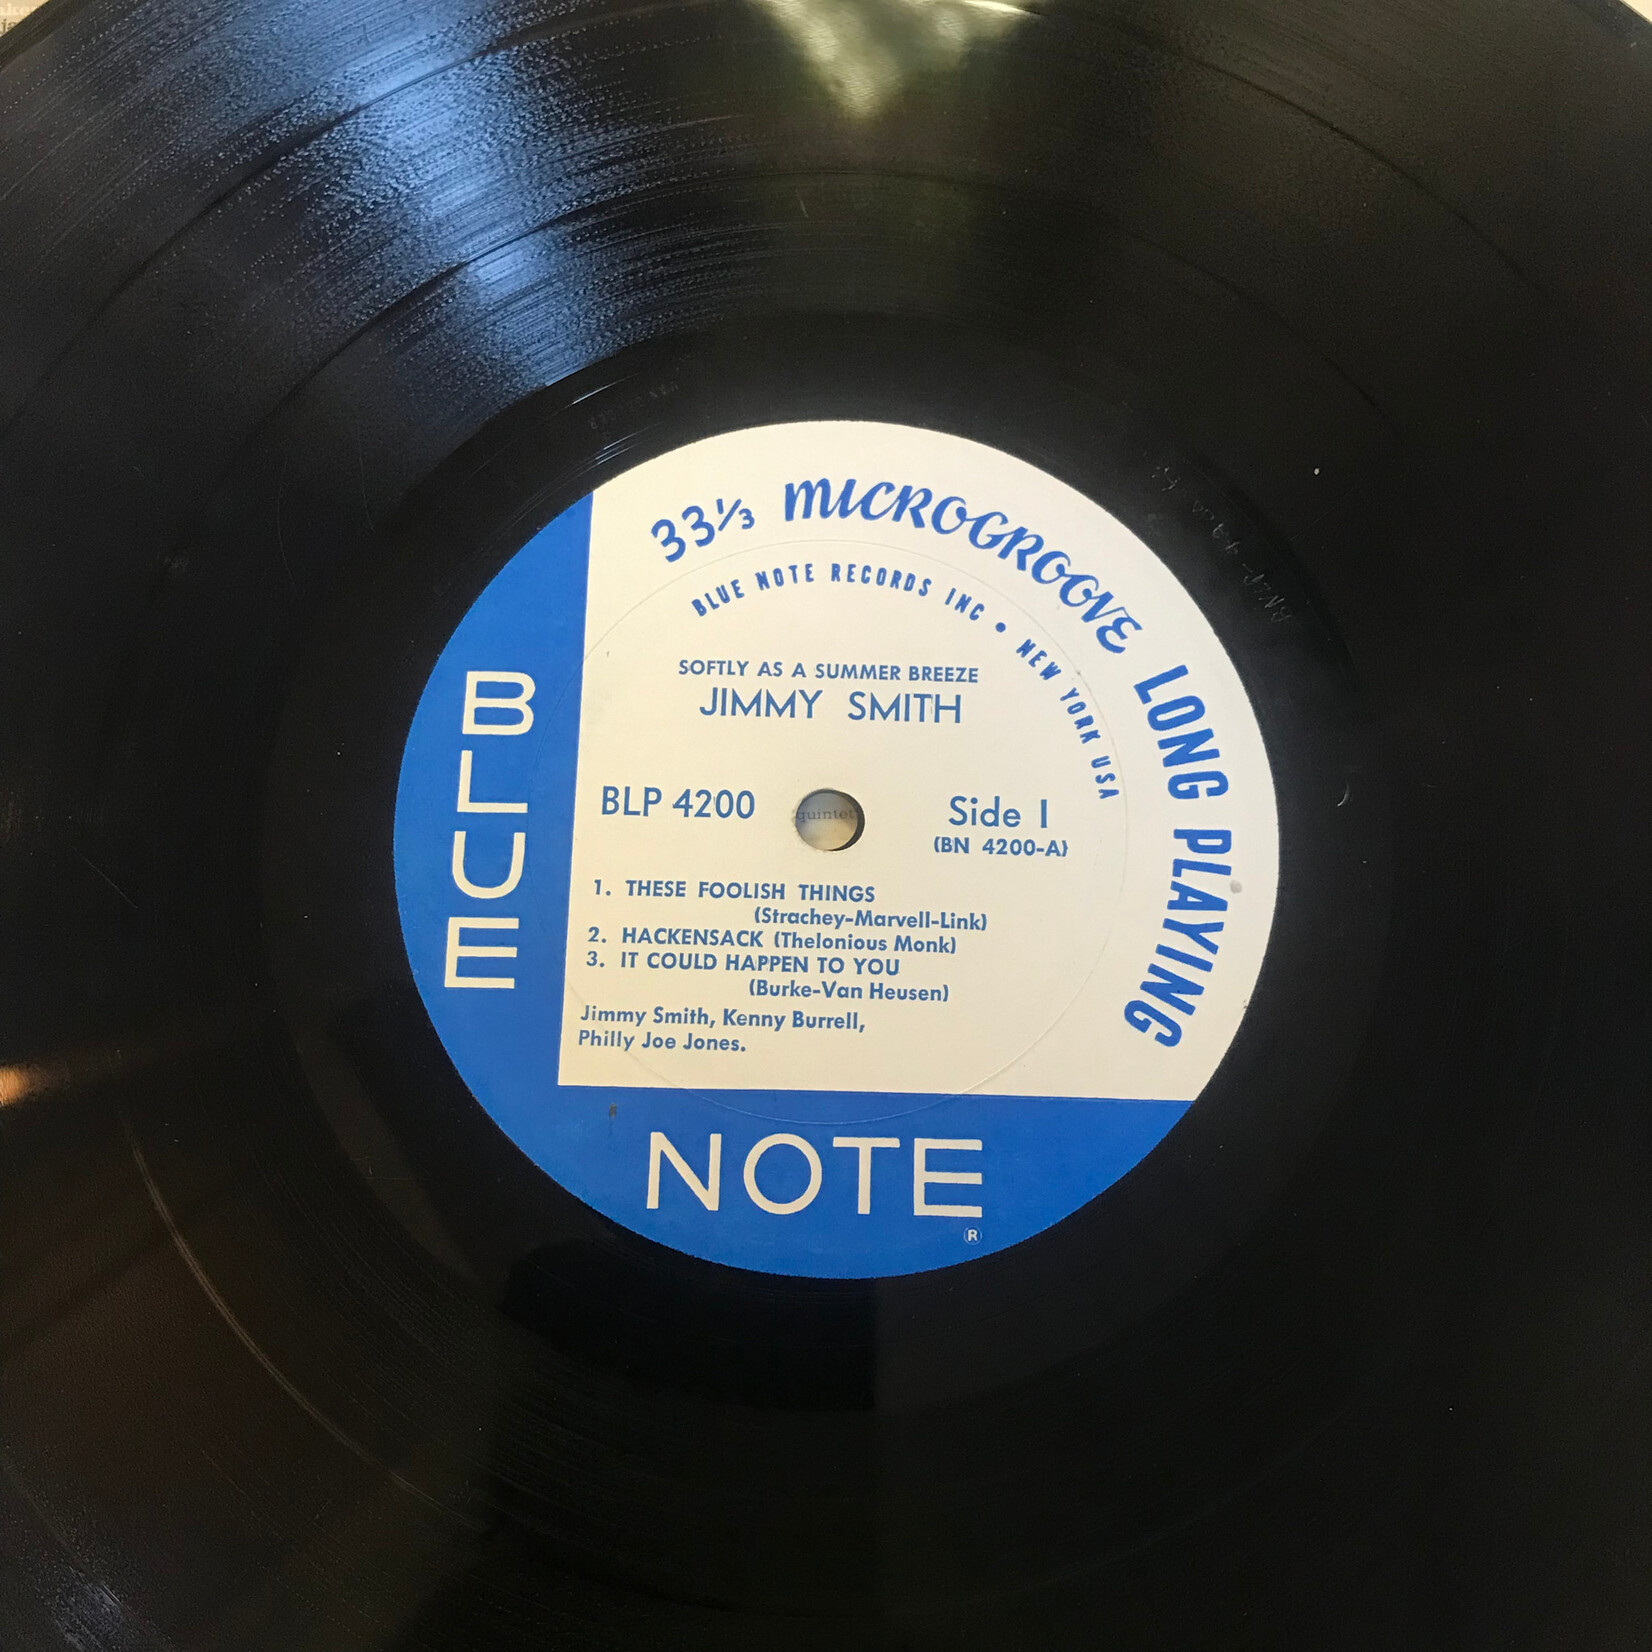 33⅓ MICROGROOVE LONG PLAYING
BLUE NOTE RECORDS INC • NEW YORK USA
SOFTLY AS A SUMMER BREEZE
JIMMY SMITH
BLP 4200
Side 1
(BN 4200-A)
quintet
1. THESE FOOLISH THINGS
(Strachey-Marvell-Link)
2. HACKENSACK (Thelonious Monk)
3. IT COULD HAPPEN TO YOU
(Burke-Van Heusen)
Jimmy Smith, Kenny Burrell,
Philly Joe Jones.
BLUE
NOTE
®